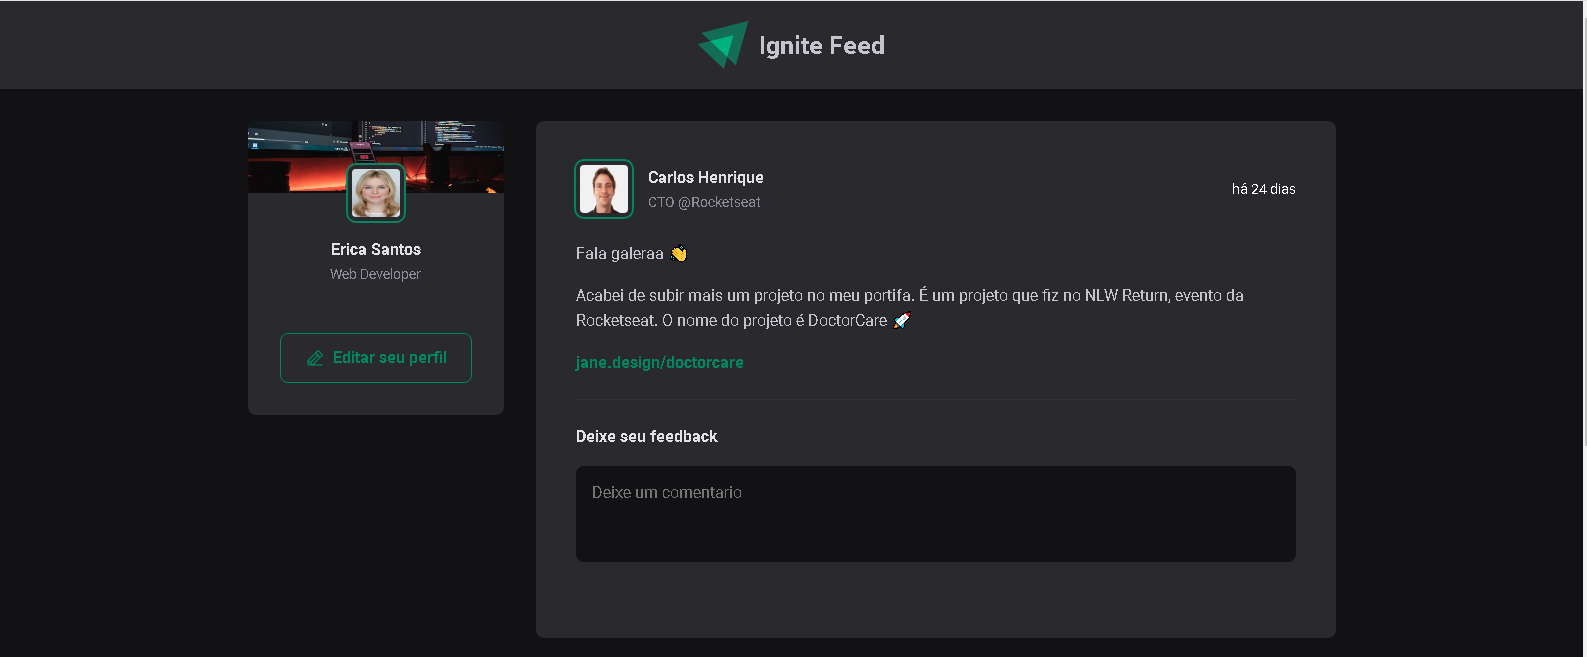 Ignite Feed
Erica Santos
Web Developer
Editar seu perfil
Carlos Henrique
CTO @Rocketseat
há 24 dias
Fala galeraa 👋
Acabei de subir mais um projeto no meu portifa. É um projeto que fiz no NLW Return, evento da
Rocketseat. O nome do projeto é DoctorCare 🚀
jane.design/doctorcare
Deixe seu feedback
Deixe um comentario